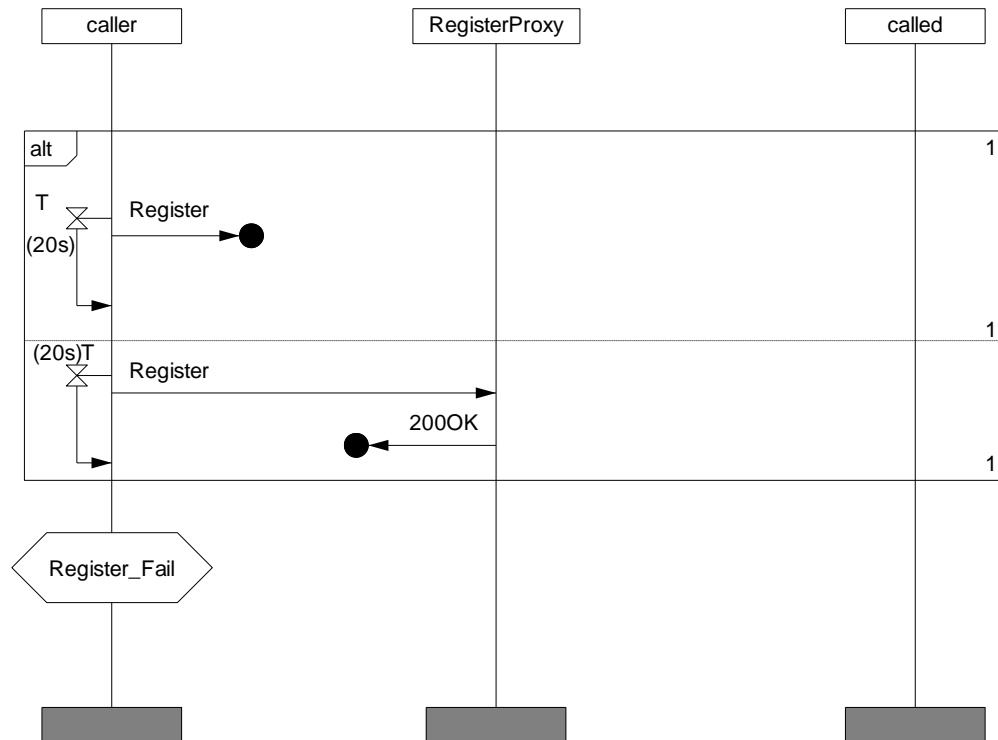 caller
RegisterProxy
called
alt
1
T
Register
(20s)
1
(20s)T
Register
200OK
1
Register_Fail